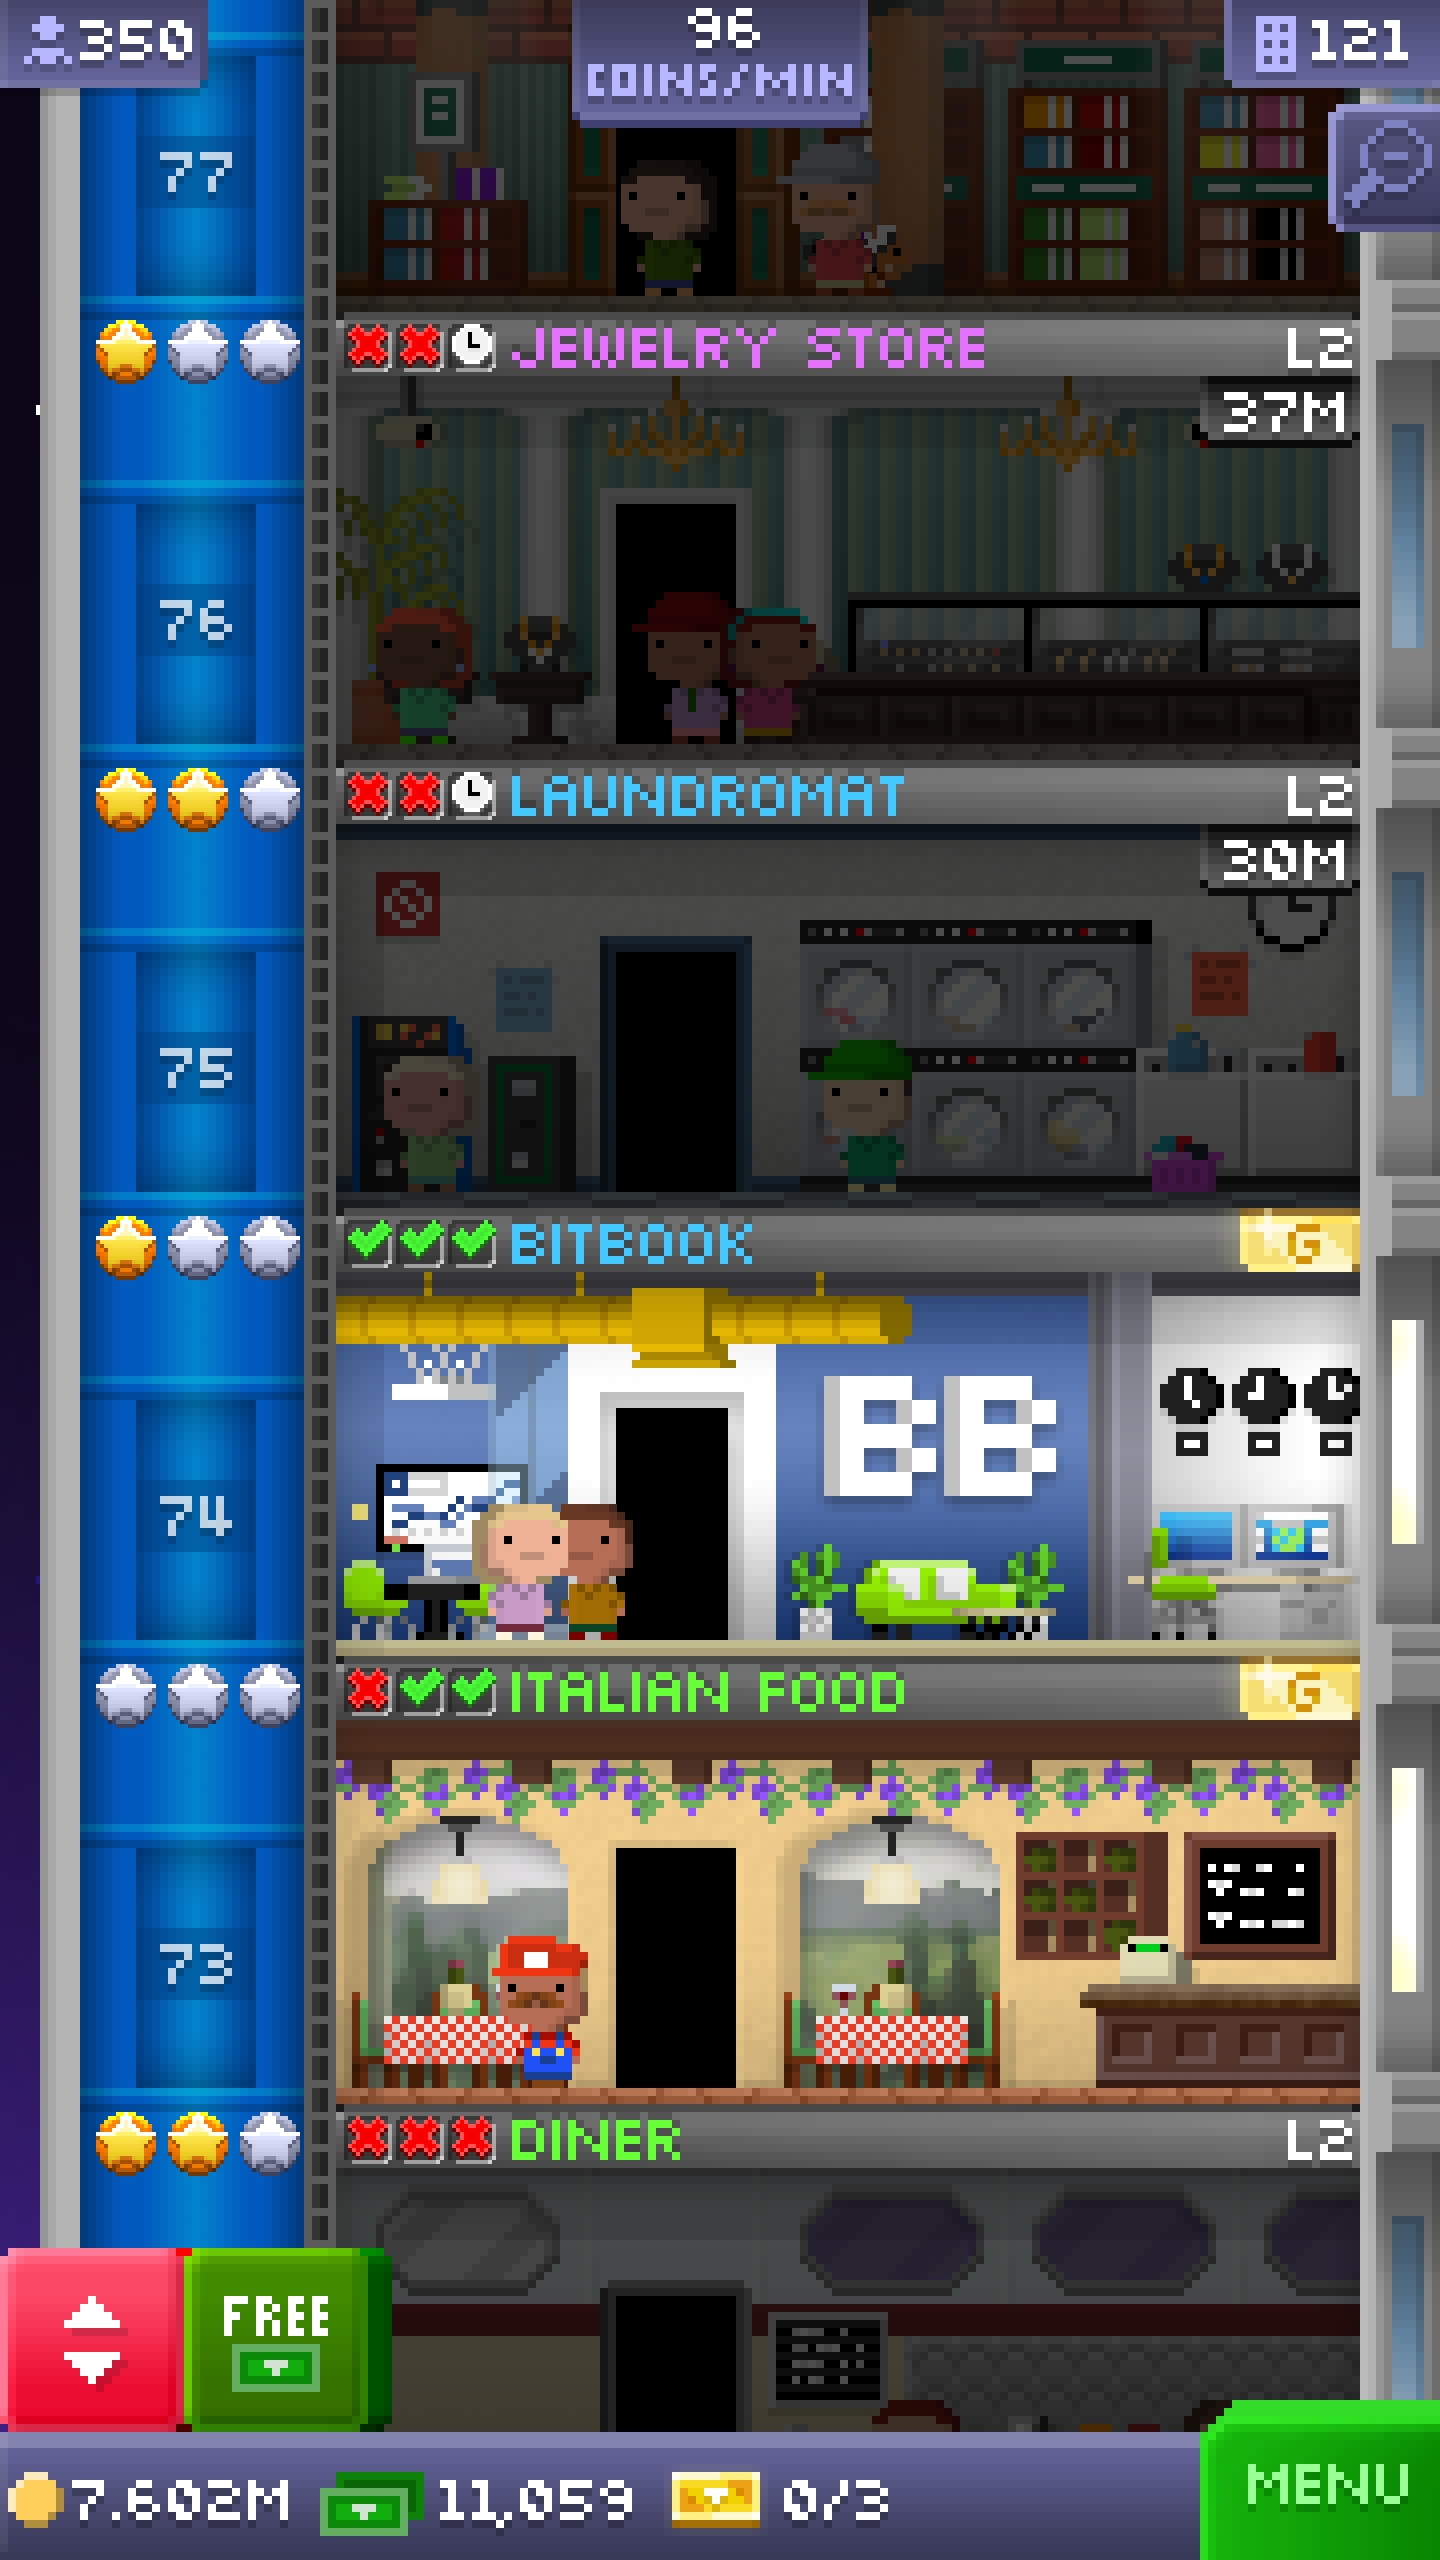 350
96
COINS/MIN
121
77
JEWELRY STORE L2
37M
76
LAUNDROMAT L2
30M
75
BITBOOK G
BB
74
ITALIAN FOOD G
73
DINER L2
FREE
7.602M 11,059 0/3
MENU